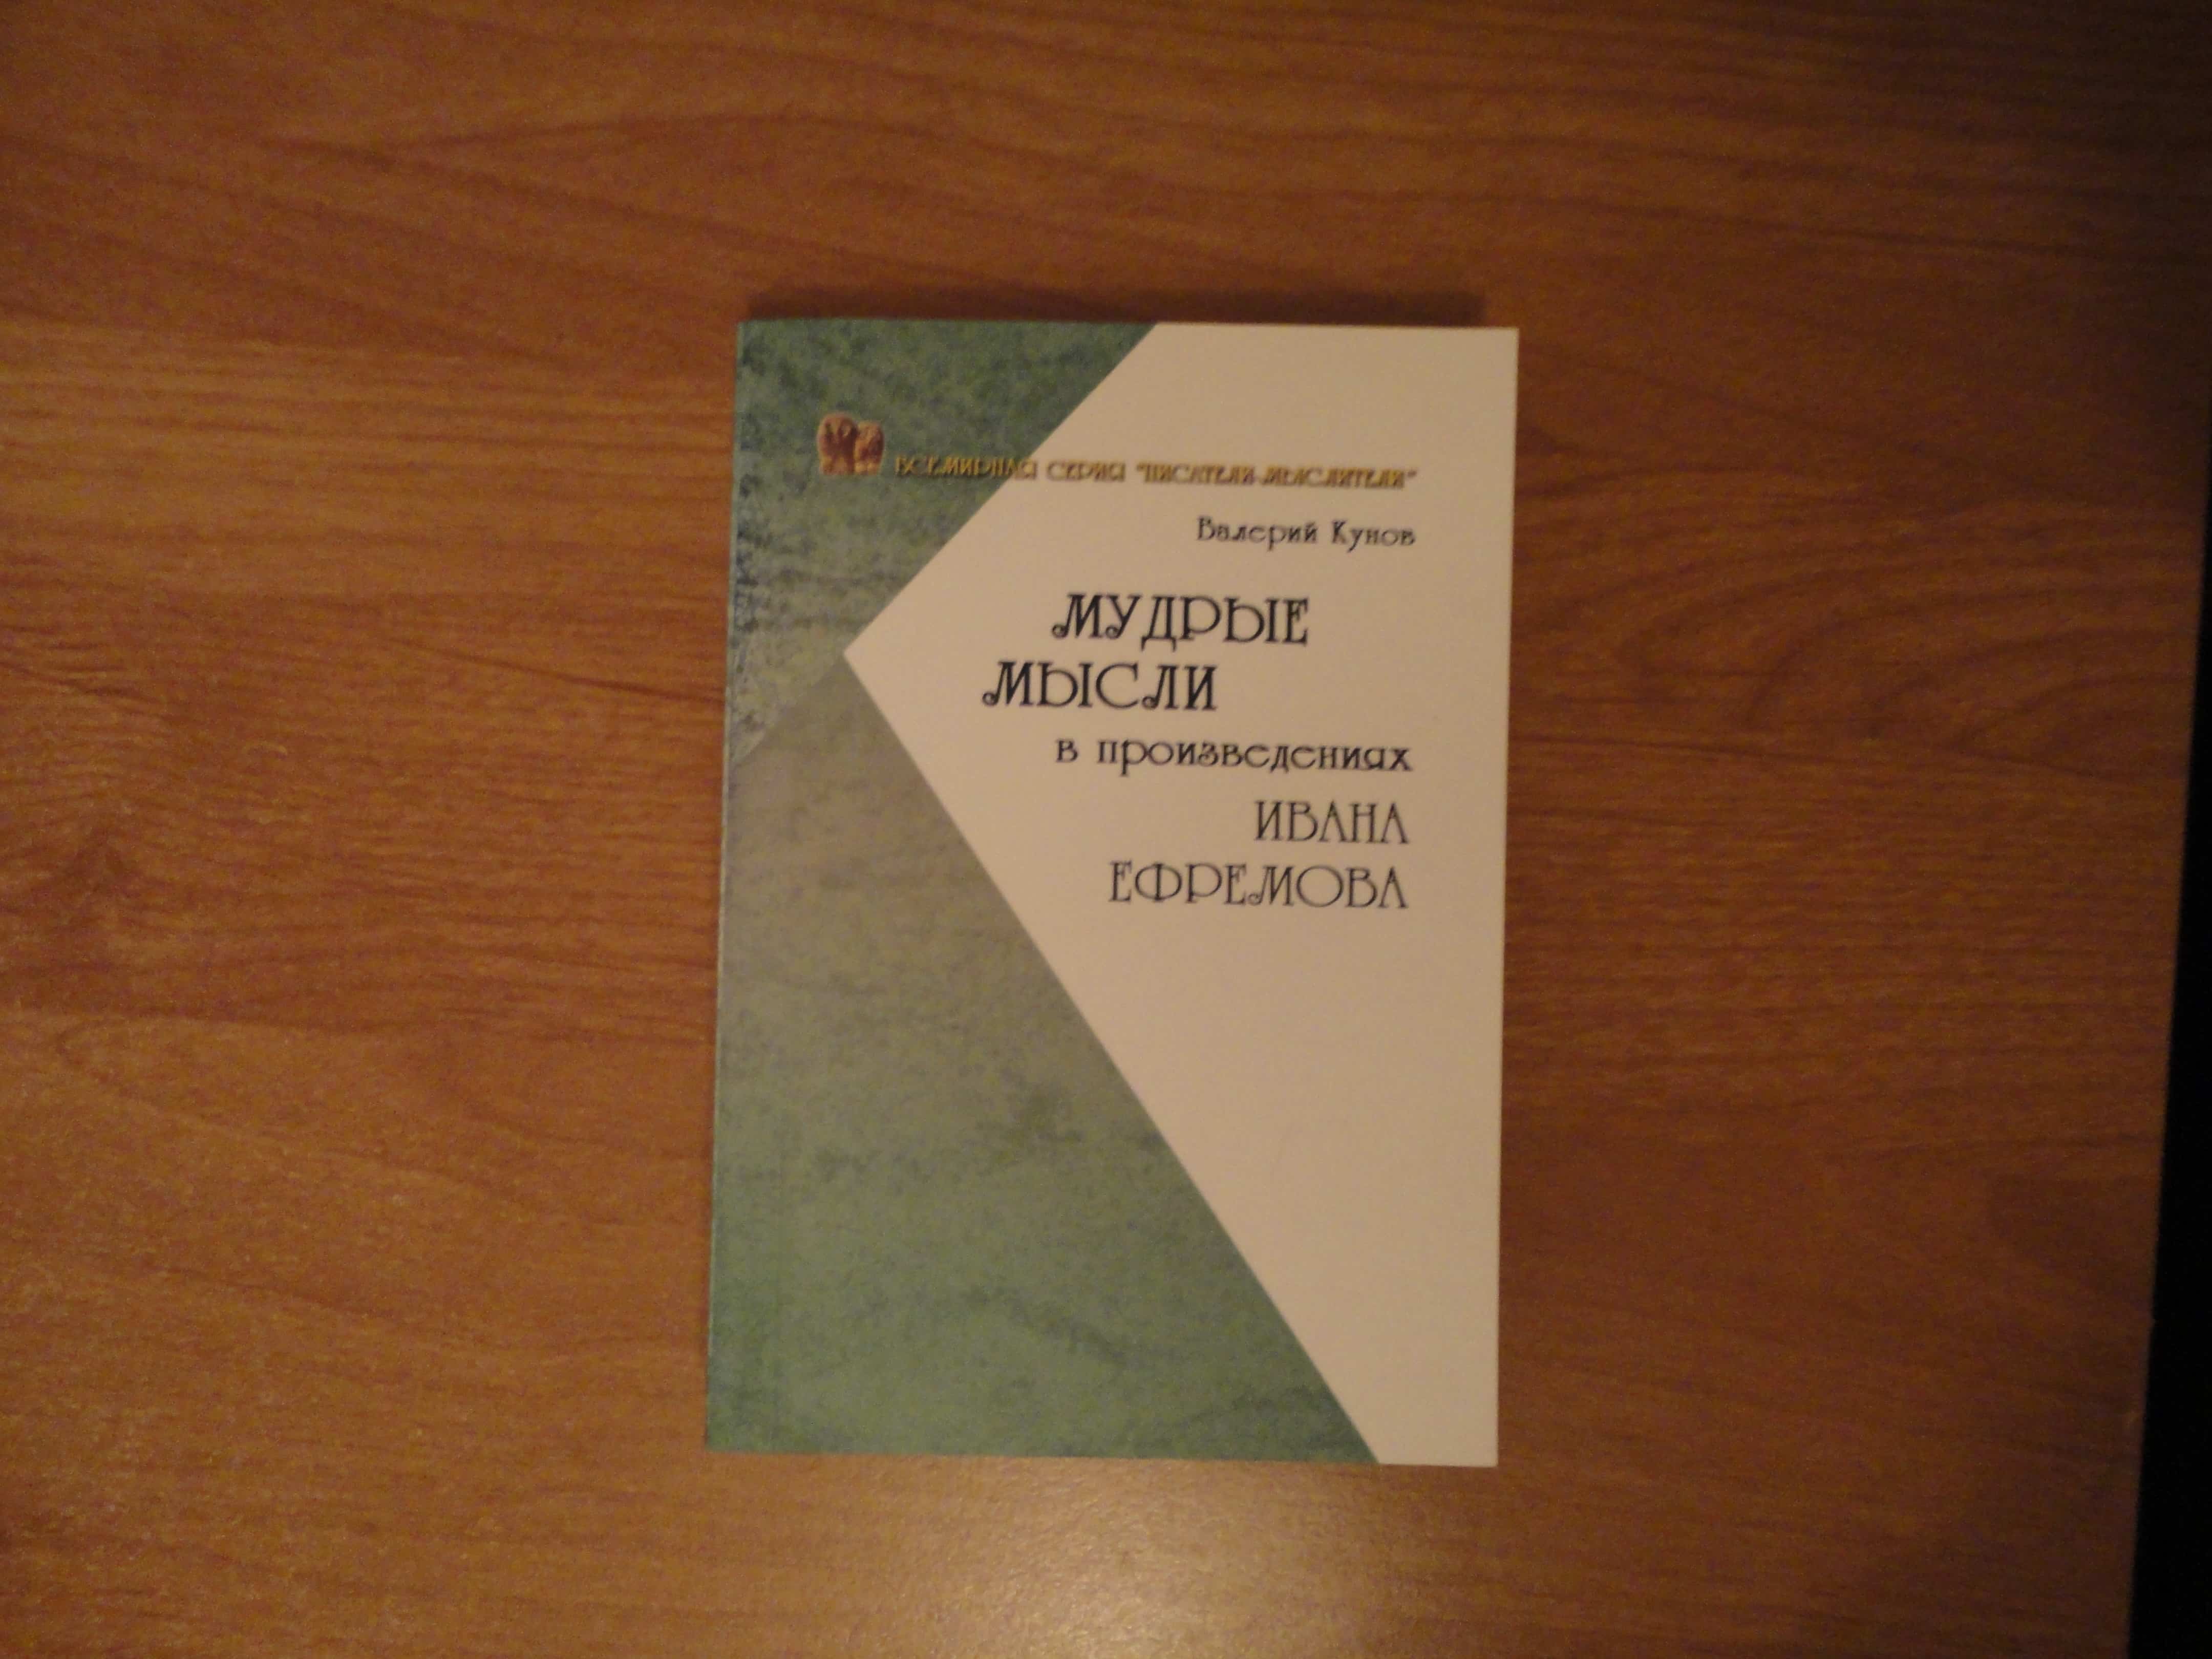 ВСЕМИРНАЯ СЕРИЯ "ПИСАТЕЛИ-МЫСЛИТЕЛИ"
Валерий Кунов
МУДРЫЕ
МЫСЛИ
в произведениях
ИВАНА
ЕФРЕМОВА